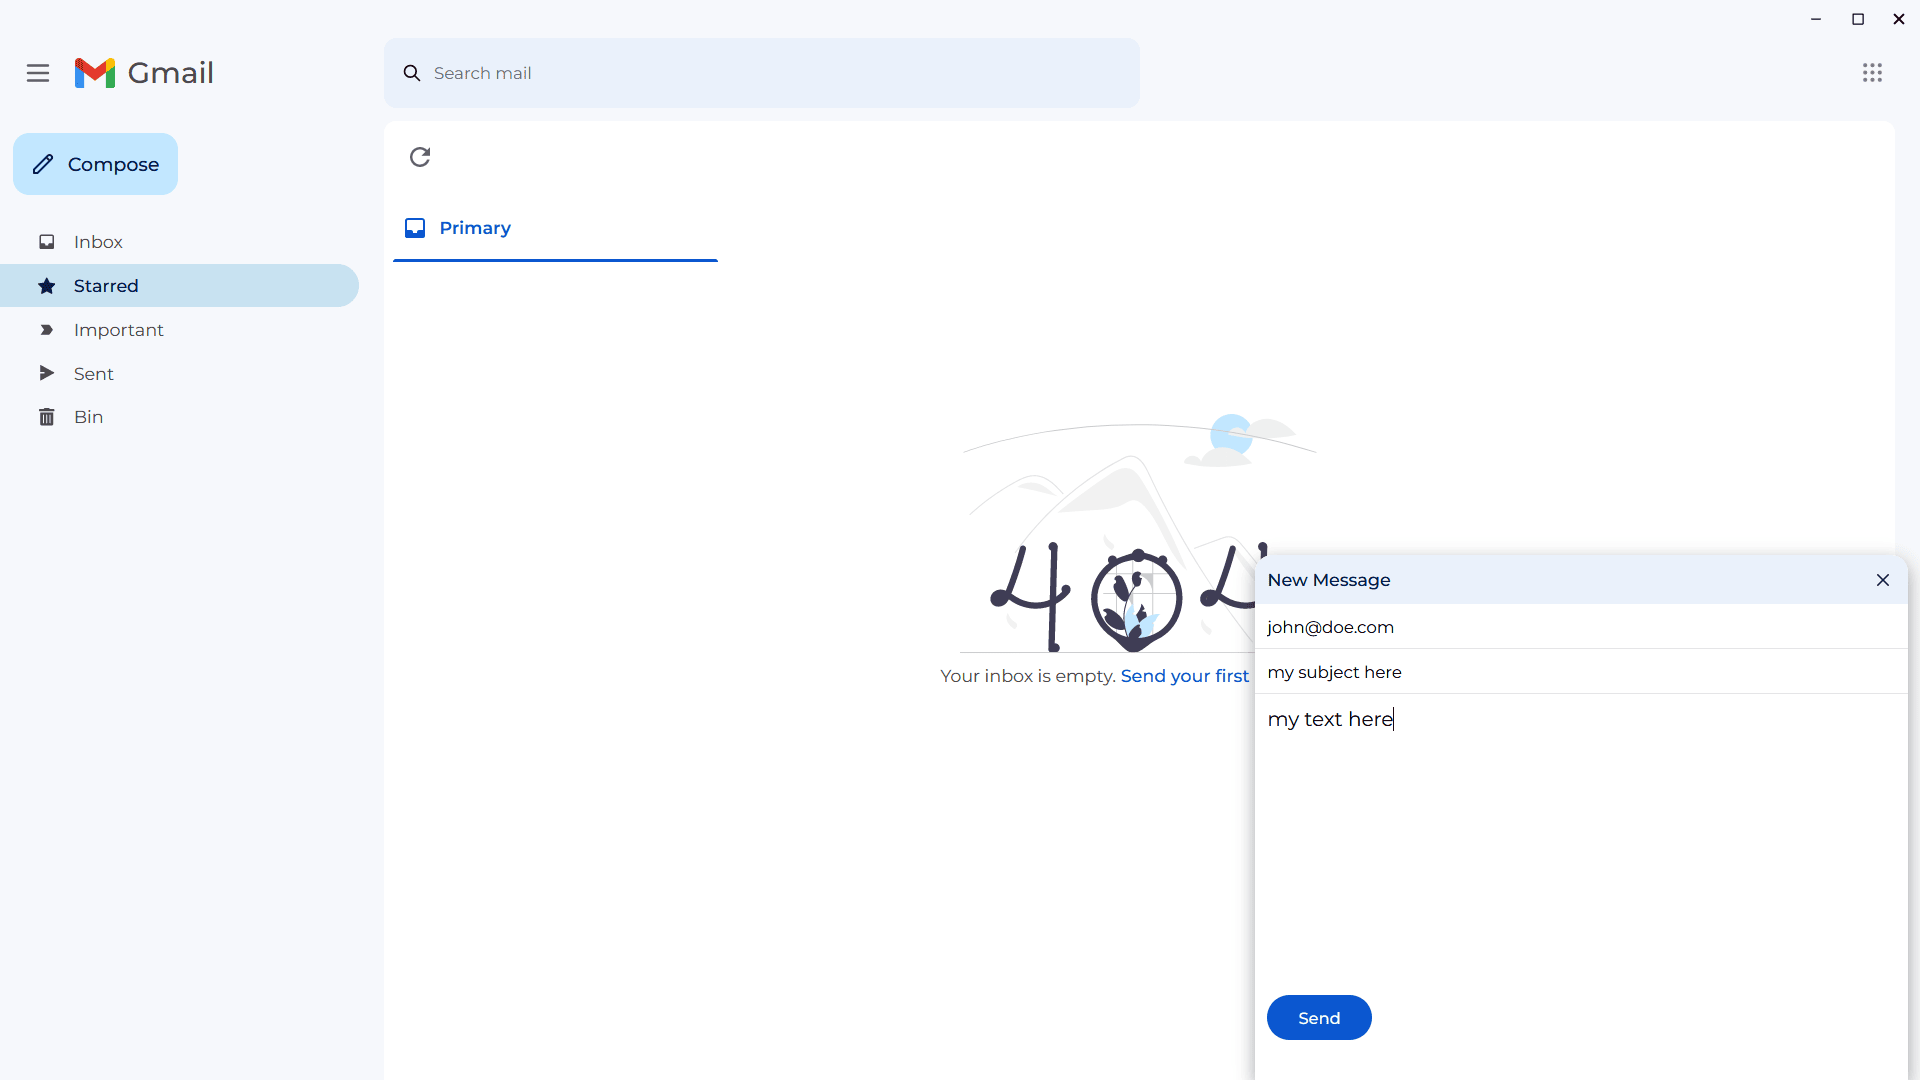 Gmail
Search mail
Compose
Primary
Inbox
Starred
Important
Sent
Bin
404
Your inbox is empty. Send your first
New Message
john@doe.com
my subject here
my text here
Send